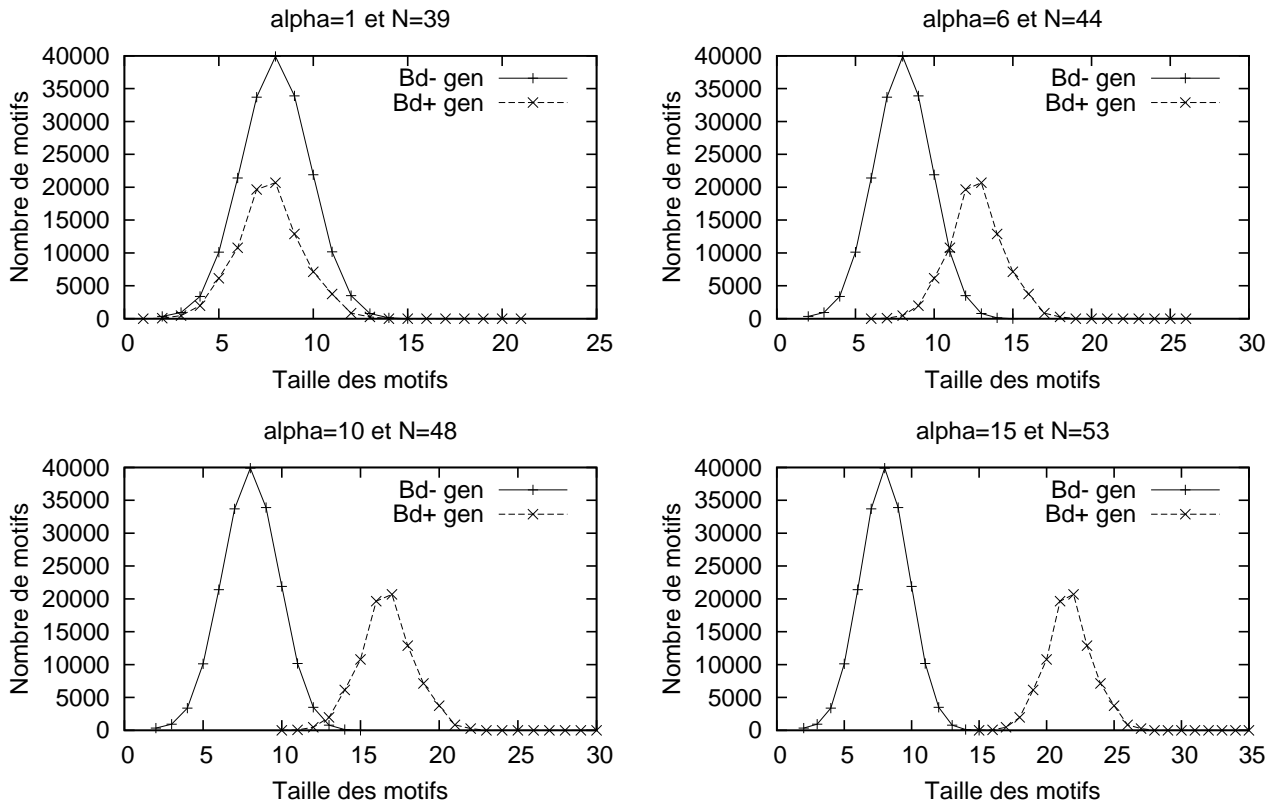 alpha=1 et N=39
40000
35000
30000
25000
20000
15000
10000
5000
0
Nombre de motifs
Bd- gen
Bd+ gen
0 5 10 15 20 25
Taille des motifs
alpha=6 et N=44
40000
35000
30000
25000
20000
15000
10000
5000
0
Nombre de motifs
Bd- gen
Bd+ gen
0 5 10 15 20 25 30
Taille des motifs
alpha=10 et N=48
40000
35000
30000
25000
20000
15000
10000
5000
0
Nombre de motifs
Bd- gen
Bd+ gen
0 5 10 15 20 25 30
Taille des motifs
alpha=15 et N=53
40000
35000
30000
25000
20000
15000
10000
5000
0
Nombre de motifs
Bd- gen
Bd+ gen
0 5 10 15 20 25 30 35
Taille des motifs